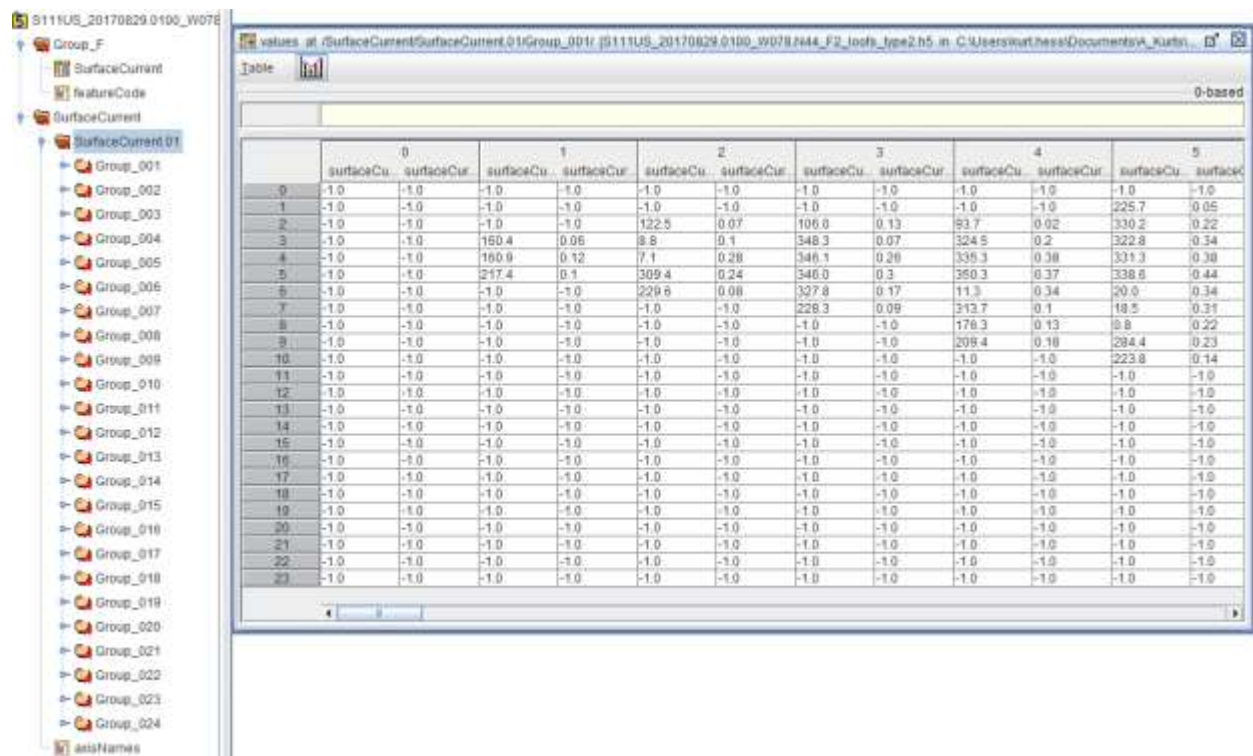 S111US_20170829.0100_W078
Group_F
SurfaceCurrent
featureCode
SurfaceCurrent
SurfaceCurrent.01
Group_001
Group_002
Group_003
Group_004
Group_005
Group_006
Group_007
Group_008
Group_009
Group_010
Group_011
Group_012
Group_013
Group_014
Group_015
Group_016
Group_017
Group_018
Group_019
Group_020
Group_021
Group_022
Group_023
Group_024
axisNames
values at /SurfaceCurrent/SurfaceCurrent.01/Group_001/ [S111US_20170829.0100_W078.N44_F2_loofs_type2.h5 in C:\Users\kurt.hess\Documents\A_Kurts\...
Table
0-based
0 1 2 3 4 5
surfaceCu... surfaceCur... surfaceCu... surfaceCur... surfaceCu... surfaceCur... surfaceCu... surfaceCur... surfaceCu... surfaceCur... surfaceCu... surfaceC
0 -1.0 -1.0 -1.0 -1.0 -1.0 -1.0 -1.0 -1.0 -1.0 -1.0 -1.0 -1.0
1 -1.0 -1.0 -1.0 -1.0 -1.0 -1.0 -1.0 -1.0 -1.0 -1.0 225.7 0.05
2 -1.0 -1.0 -1.0 -1.0 122.5 0.07 106.0 0.13 93.7 0.02 330.2 0.22
3 -1.0 -1.0 160.4 0.06 8.8 0.1 348.3 0.07 324.5 0.2 322.8 0.34
4 -1.0 -1.0 160.9 0.12 7.1 0.28 346.1 0.26 335.3 0.38 331.3 0.38
5 -1.0 -1.0 217.4 0.1 309.4 0.24 346.0 0.3 350.3 0.37 338.6 0.44
6 -1.0 -1.0 -1.0 -1.0 229.6 0.08 327.8 0.17 11.3 0.34 20.0 0.34
7 -1.0 -1.0 -1.0 -1.0 -1.0 -1.0 228.3 0.09 313.7 0.1 18.5 0.31
8 -1.0 -1.0 -1.0 -1.0 -1.0 -1.0 -1.0 -1.0 176.3 0.13 0.8 0.22
9 -1.0 -1.0 -1.0 -1.0 -1.0 -1.0 -1.0 -1.0 209.4 0.16 284.4 0.23
10 -1.0 -1.0 -1.0 -1.0 -1.0 -1.0 -1.0 -1.0 -1.0 -1.0 223.8 0.14
11 -1.0 -1.0 -1.0 -1.0 -1.0 -1.0 -1.0 -1.0 -1.0 -1.0 -1.0 -1.0
12 -1.0 -1.0 -1.0 -1.0 -1.0 -1.0 -1.0 -1.0 -1.0 -1.0 -1.0 -1.0
13 -1.0 -1.0 -1.0 -1.0 -1.0 -1.0 -1.0 -1.0 -1.0 -1.0 -1.0 -1.0
14 -1.0 -1.0 -1.0 -1.0 -1.0 -1.0 -1.0 -1.0 -1.0 -1.0 -1.0 -1.0
15 -1.0 -1.0 -1.0 -1.0 -1.0 -1.0 -1.0 -1.0 -1.0 -1.0 -1.0 -1.0
16 -1.0 -1.0 -1.0 -1.0 -1.0 -1.0 -1.0 -1.0 -1.0 -1.0 -1.0 -1.0
17 -1.0 -1.0 -1.0 -1.0 -1.0 -1.0 -1.0 -1.0 -1.0 -1.0 -1.0 -1.0
18 -1.0 -1.0 -1.0 -1.0 -1.0 -1.0 -1.0 -1.0 -1.0 -1.0 -1.0 -1.0
19 -1.0 -1.0 -1.0 -1.0 -1.0 -1.0 -1.0 -1.0 -1.0 -1.0 -1.0 -1.0
20 -1.0 -1.0 -1.0 -1.0 -1.0 -1.0 -1.0 -1.0 -1.0 -1.0 -1.0 -1.0
21 -1.0 -1.0 -1.0 -1.0 -1.0 -1.0 -1.0 -1.0 -1.0 -1.0 -1.0 -1.0
22 -1.0 -1.0 -1.0 -1.0 -1.0 -1.0 -1.0 -1.0 -1.0 -1.0 -1.0 -1.0
23 -1.0 -1.0 -1.0 -1.0 -1.0 -1.0 -1.0 -1.0 -1.0 -1.0 -1.0 -1.0